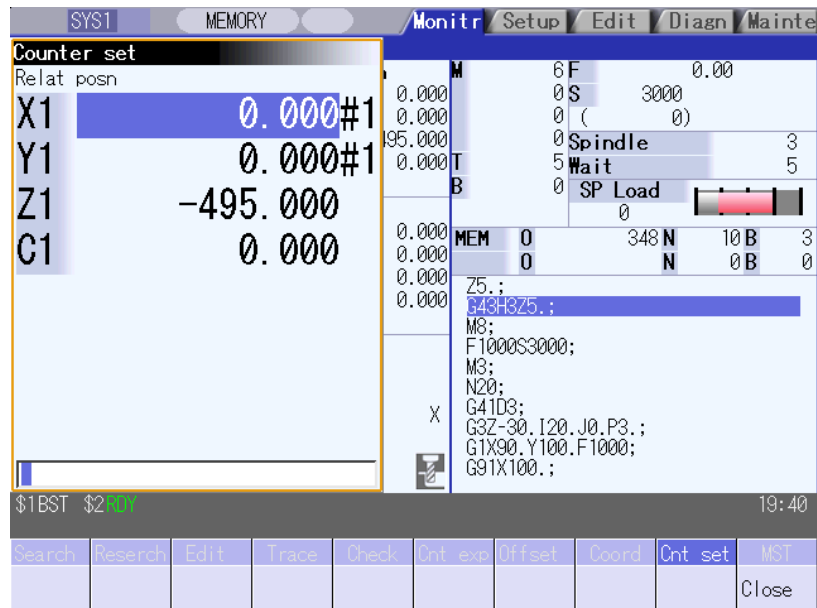 SYS1 MEMORY Monitr Setup Edit Diagn Mainte
Counter set
Relat posn
X1 0.000#1
Y1 0.000#1
Z1 -495.000
C1 0.000
0.000
0.000
495.000
0.000
0.000
0.000
0.000
0.000
X
M 6
0
0
0
T 5
B 0
F 0.00
S 3000
( 0)
Spindle 3
Wait 5
SP Load
0
MEM O 348 N 10 B 3
O N 0 B 0
Z5.;
G43H3Z5.;
M8;
F1000S3000;
M3;
N20;
G41D3;
G3Z-30.I20.J0.P3.;
G1X90.Y100.F1000;
G91X100.;
$1BST $2RDY 19:40
Search Reserch Edit Trace Check Cnt exp Offset Coord Cnt set MST
Close